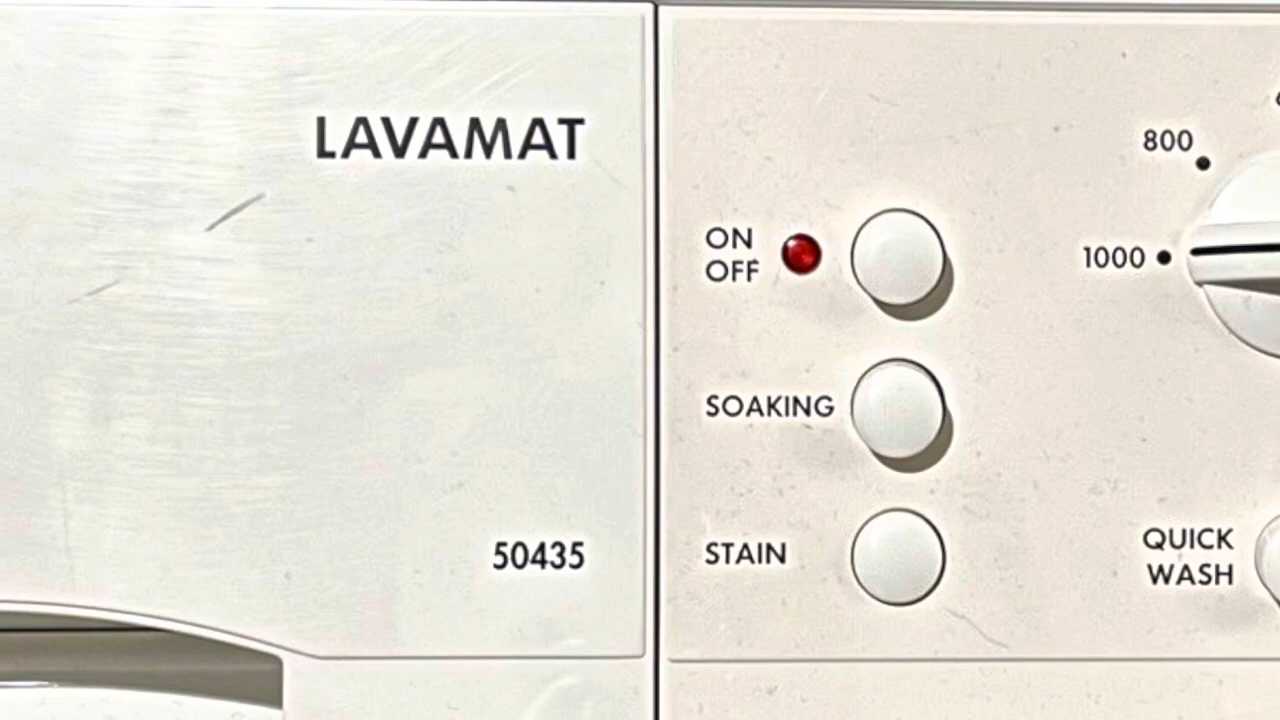 LAVAMAT
50435
ON
OFF
SOAKING
STAIN
800
1000
QUICK
WASH